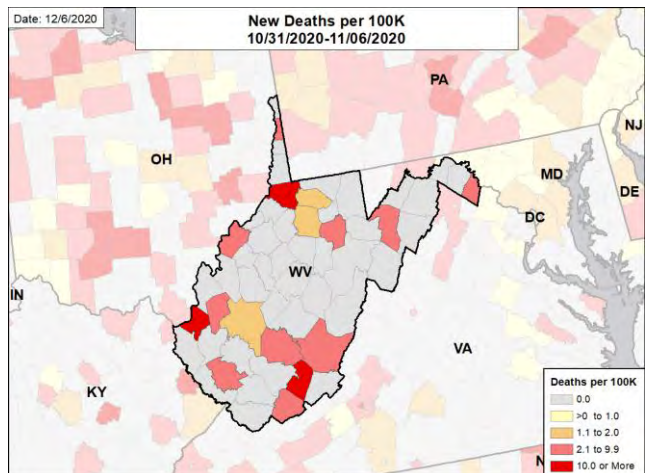 Date: 12/6/2020
New Deaths per 100K
10/31/2020-11/06/2020
PA
NJ
OH
MD
DE
DC
WV
IN
VA
KY
N
Deaths per 100K
0.0
>0 to 1.0
1.1 to 2.0
2.1 to 9.9
10.0 or More